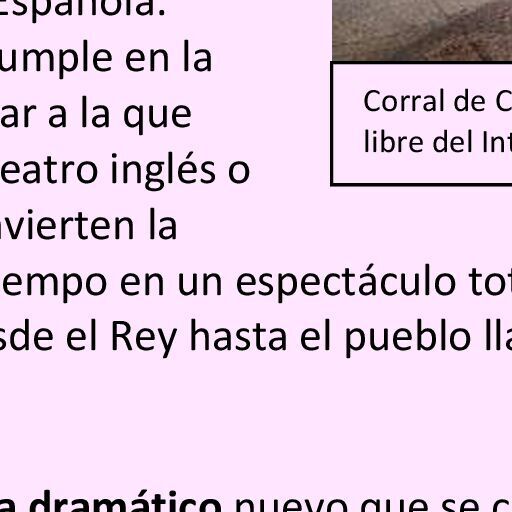 Española.
umple en la
ar a la que
eatro inglés o
vierten la
empo en un espectáculo tot
sde el Rey hasta el pueblo lla
a dramático nuevo que se c
Corral de C
libre del Int